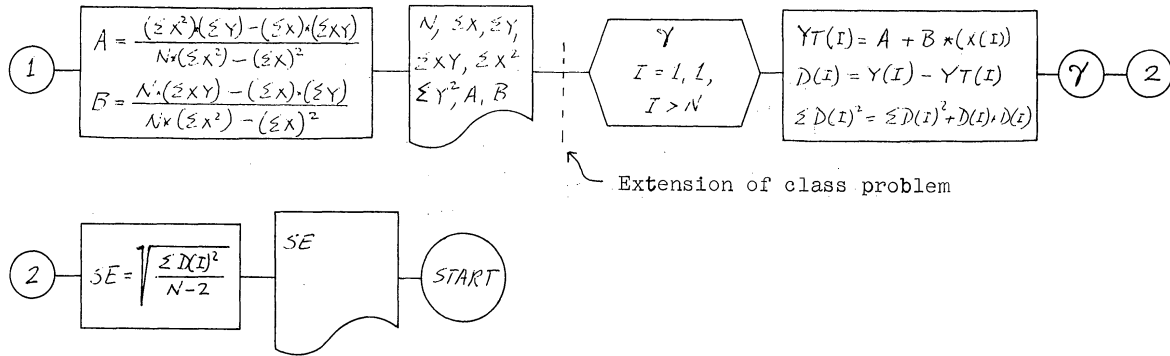 1
A = (ΣX²)*(ΣY) − (ΣX)*(ΣXY) / N*(ΣX²) − (ΣX)²
B = N*(ΣXY) − (ΣX)*(ΣY) / N*(ΣX²) − (ΣX)²
N, ΣX, ΣY,
ΣXY, ΣX²
ΣY², A, B
γ
I = 1, 1,
I > N
YT(I) = A + B *(X(I))
D(I) = Y(I) − YT(I)
ΣD(I)² = ΣD(I)² + D(I)*D(I)
γ
2
Extension of class problem
2
SE = √ ΣD(I)² / N−2
SE
START